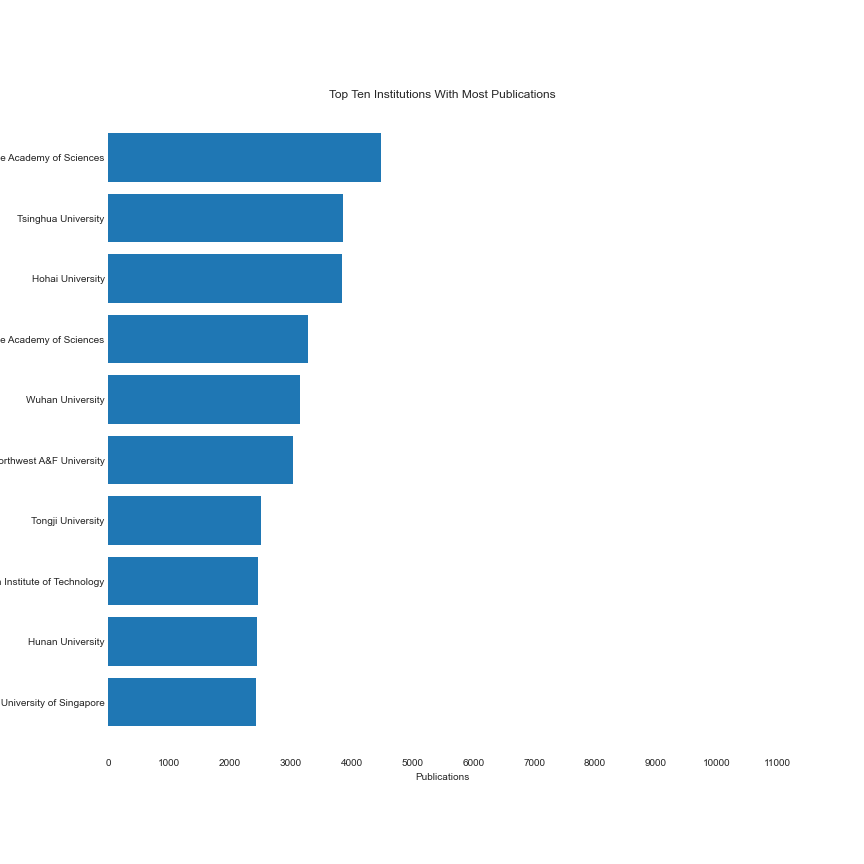 Top Ten Institutions With Most Publications
e Academy of Sciences
Tsinghua University
Hohai University
e Academy of Sciences
Wuhan University
orthwest A&F University
Tongji University
Institute of Technology
Hunan University
University of Singapore
0 1000 2000 3000 4000 5000 6000 7000 8000 9000 10000 11000
Publications